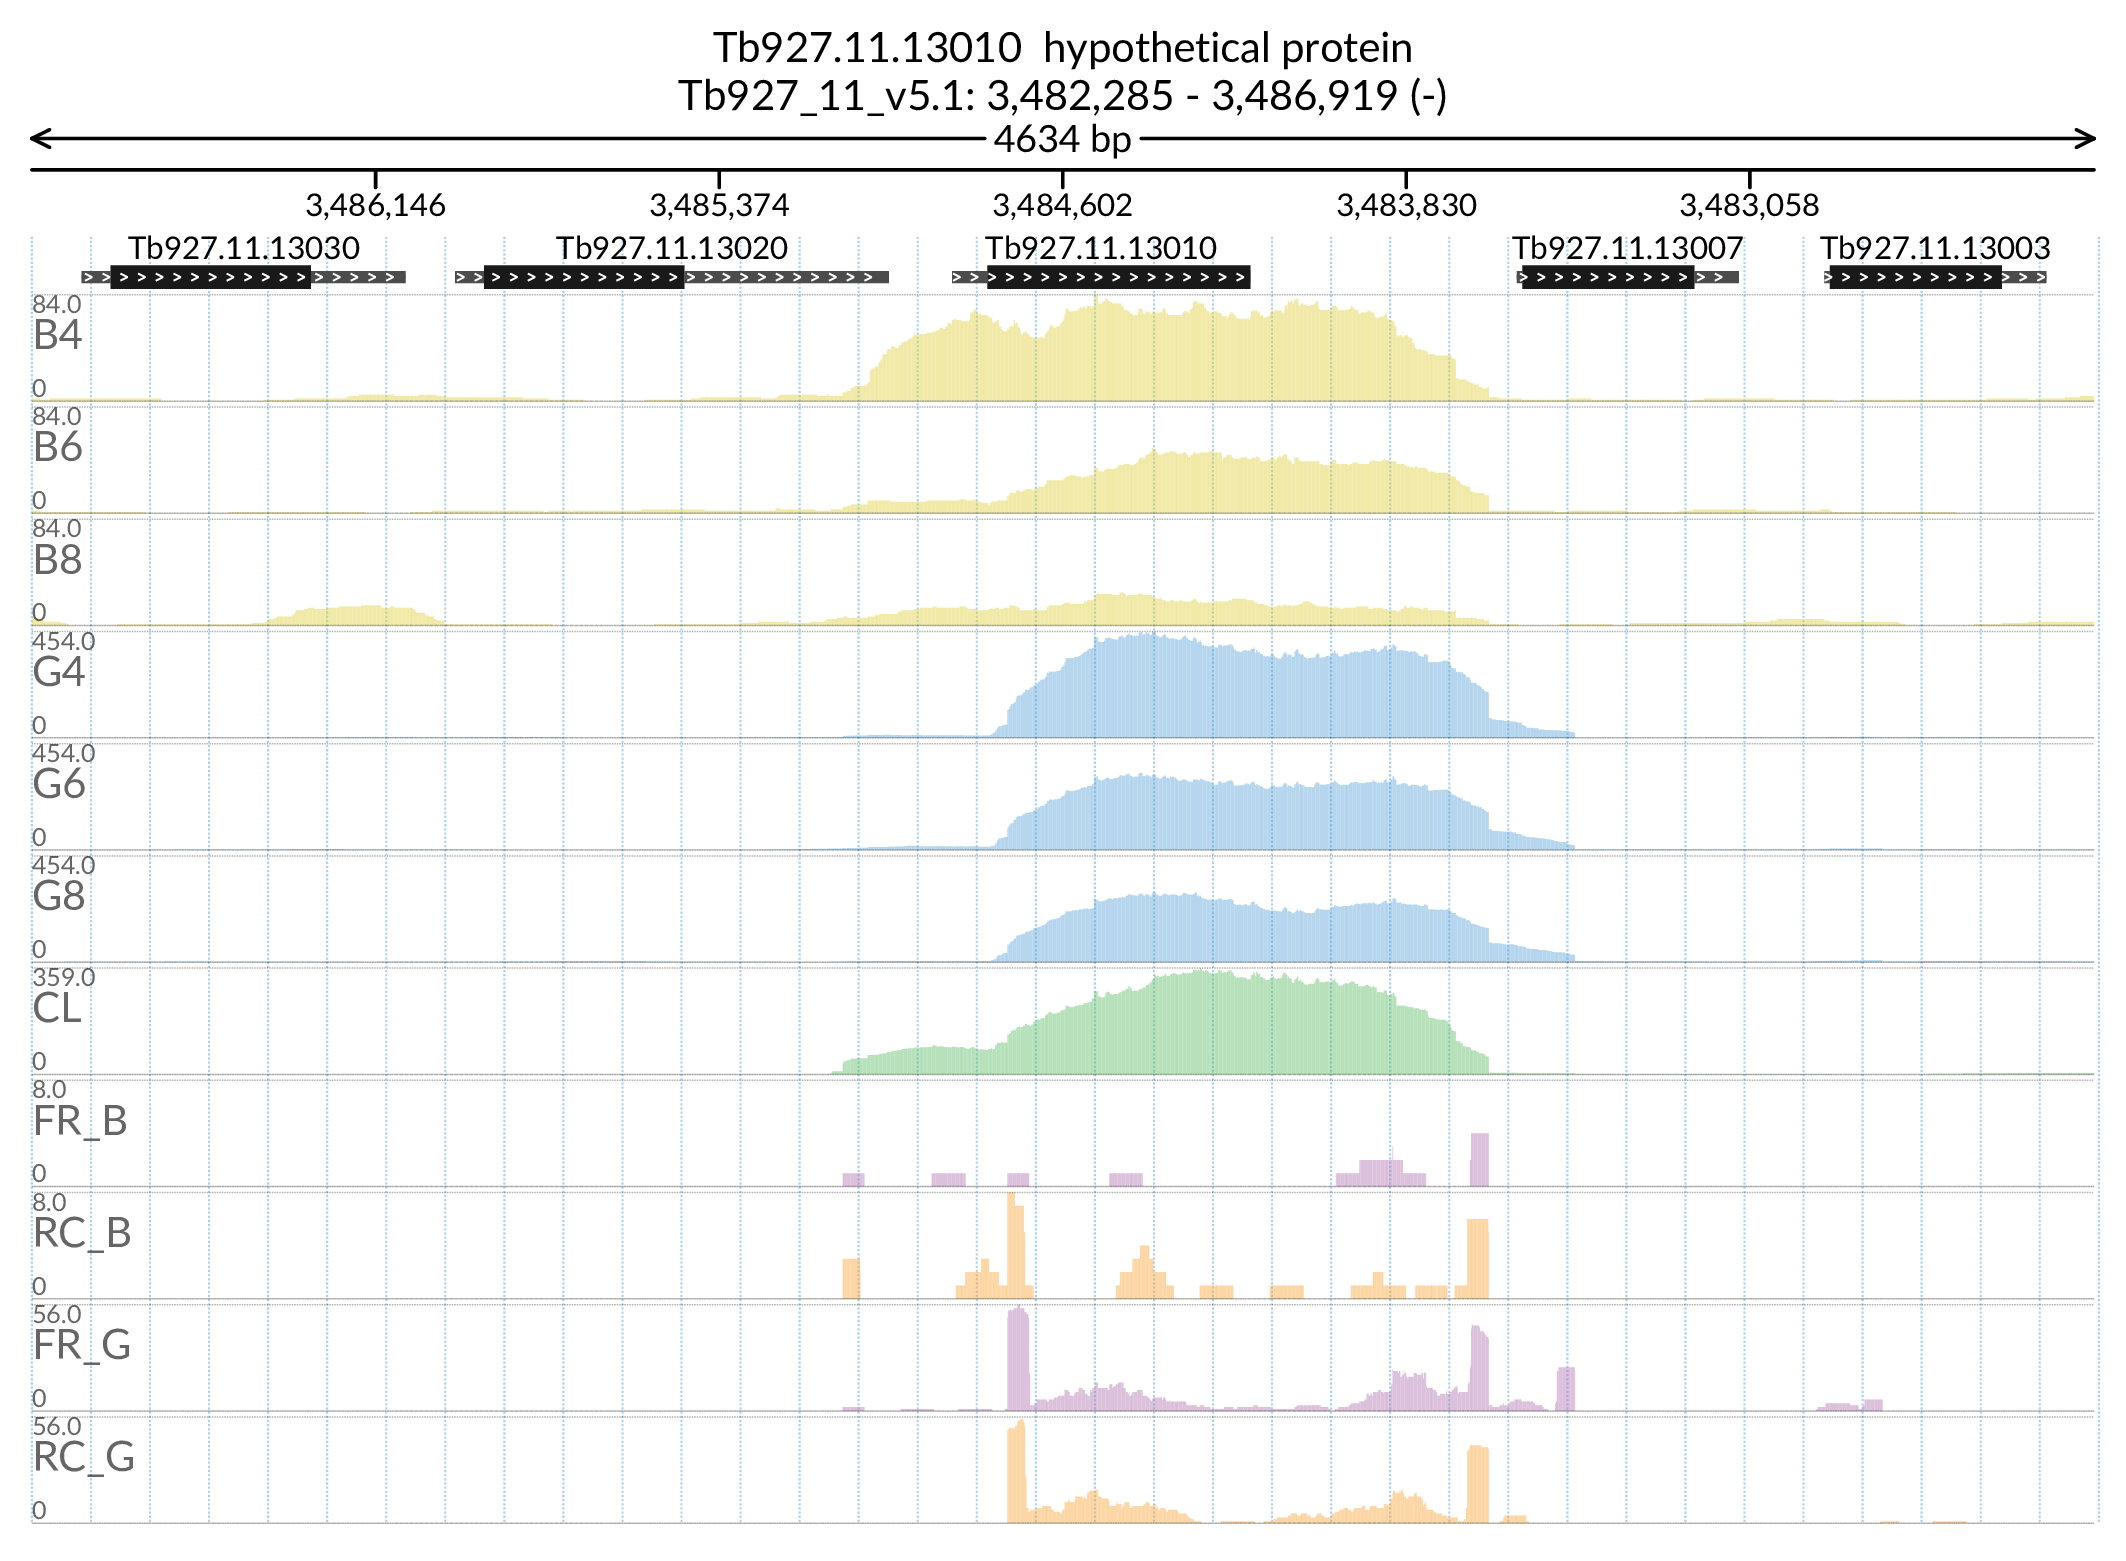 Tb927.11.13010 hypothetical protein
Tb927_11_v5.1: 3,482,285 - 3,486,919 (-)
4634 bp
3,486,146 3,485,374 3,484,602 3,483,830 3,483,058
Tb927.11.13030 Tb927.11.13020 Tb927.11.13010 Tb927.11.13007 Tb927.11.13003
84.0
B4
0
84.0
B6
0
84.0
B8
0
454.0
G4
0
454.0
G6
0
454.0
G8
0
359.0
CL
0
8.0
FR_B
0
8.0
RC_B
0
56.0
FR_G
0
56.0
RC_G
0